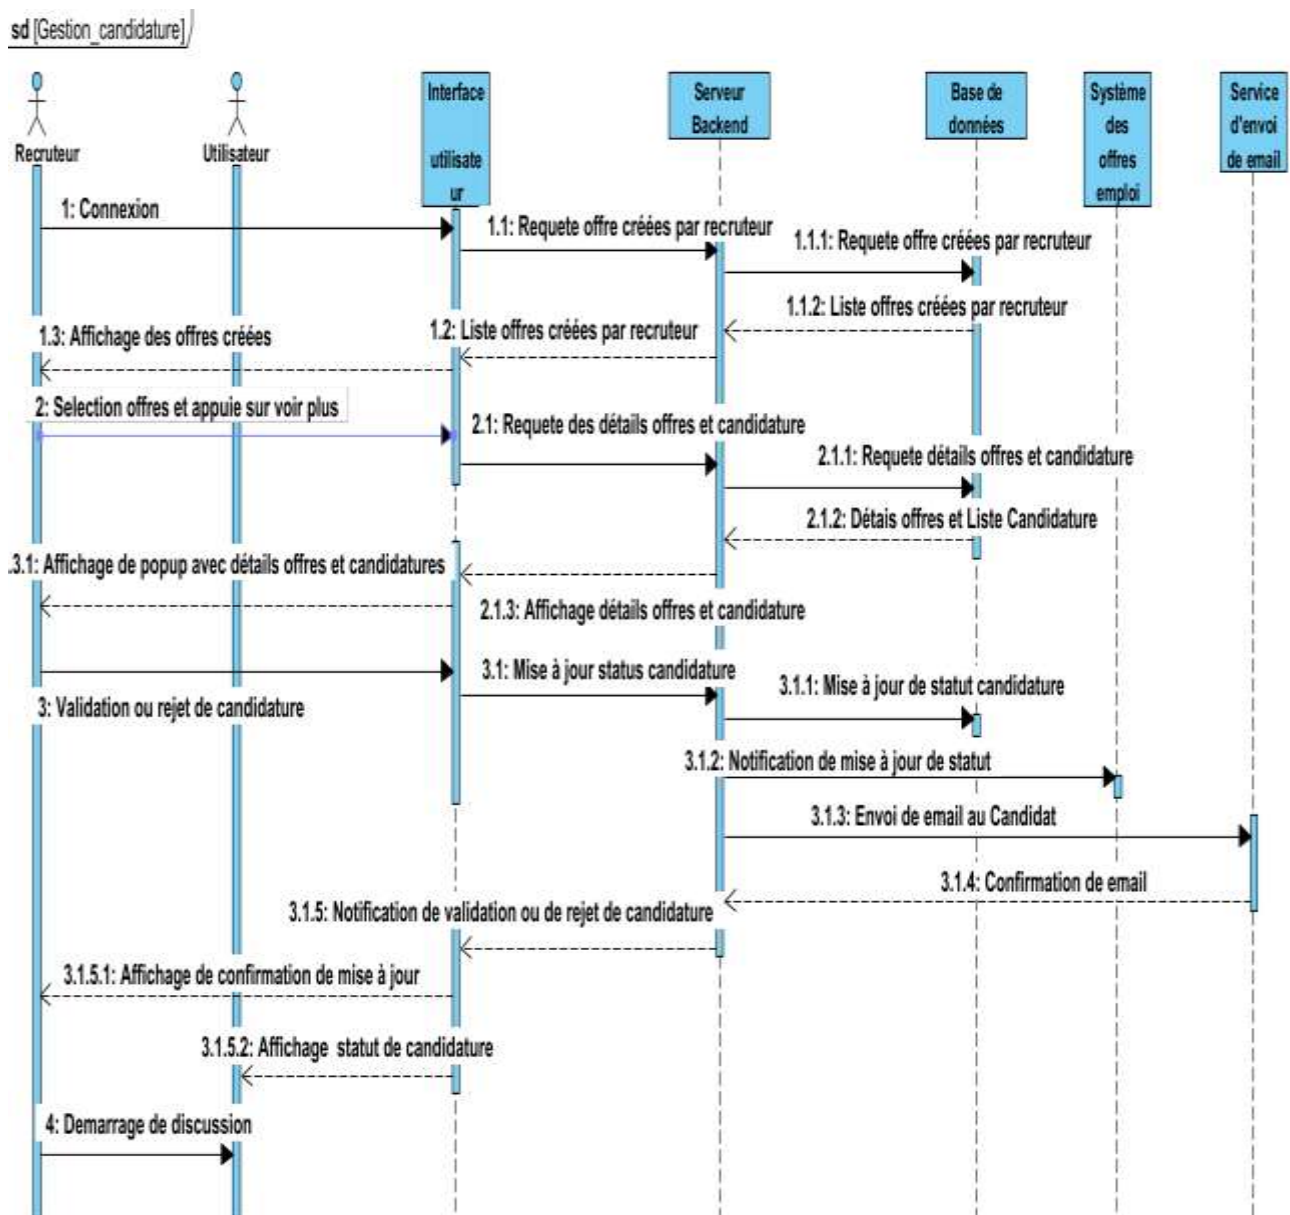 sd [Gestion_candidature]
Recruteur
Utilisateur
Interface
utilisate
ur
Serveur
Backend
Base de
données
Système
des
offres
emploi
Service
d'envoi
de email
1: Connexion
1.1: Requete offre créées par recruteur
1.1.1: Requete offre créées par recruteur
1.1.2: Liste offres créées par recruteur
1.2: Liste offres créées par recruteur
1.3: Affichage des offres créées
2: Selection offres et appuie sur voir plus
2.1: Requete des détails offres et candidature
2.1.1: Requete détails offres et candidature
2.1.2: Détais offres et Liste Candidature
.3.1: Affichage de popup avec détails offres et candidatures
2.1.3: Affichage détails offres et candidature
3.1: Mise à jour status candidature
3.1.1: Mise à jour de statut candidature
3: Validation ou rejet de candidature
3.1.2: Notification de mise à jour de statut
3.1.3: Envoi de email au Candidat
3.1.4: Confirmation de email
3.1.5: Notification de validation ou de rejet de candidature
3.1.5.1: Affichage de confirmation de mise à jour
3.1.5.2: Affichage statut de candidature
4: Demarrage de discussion